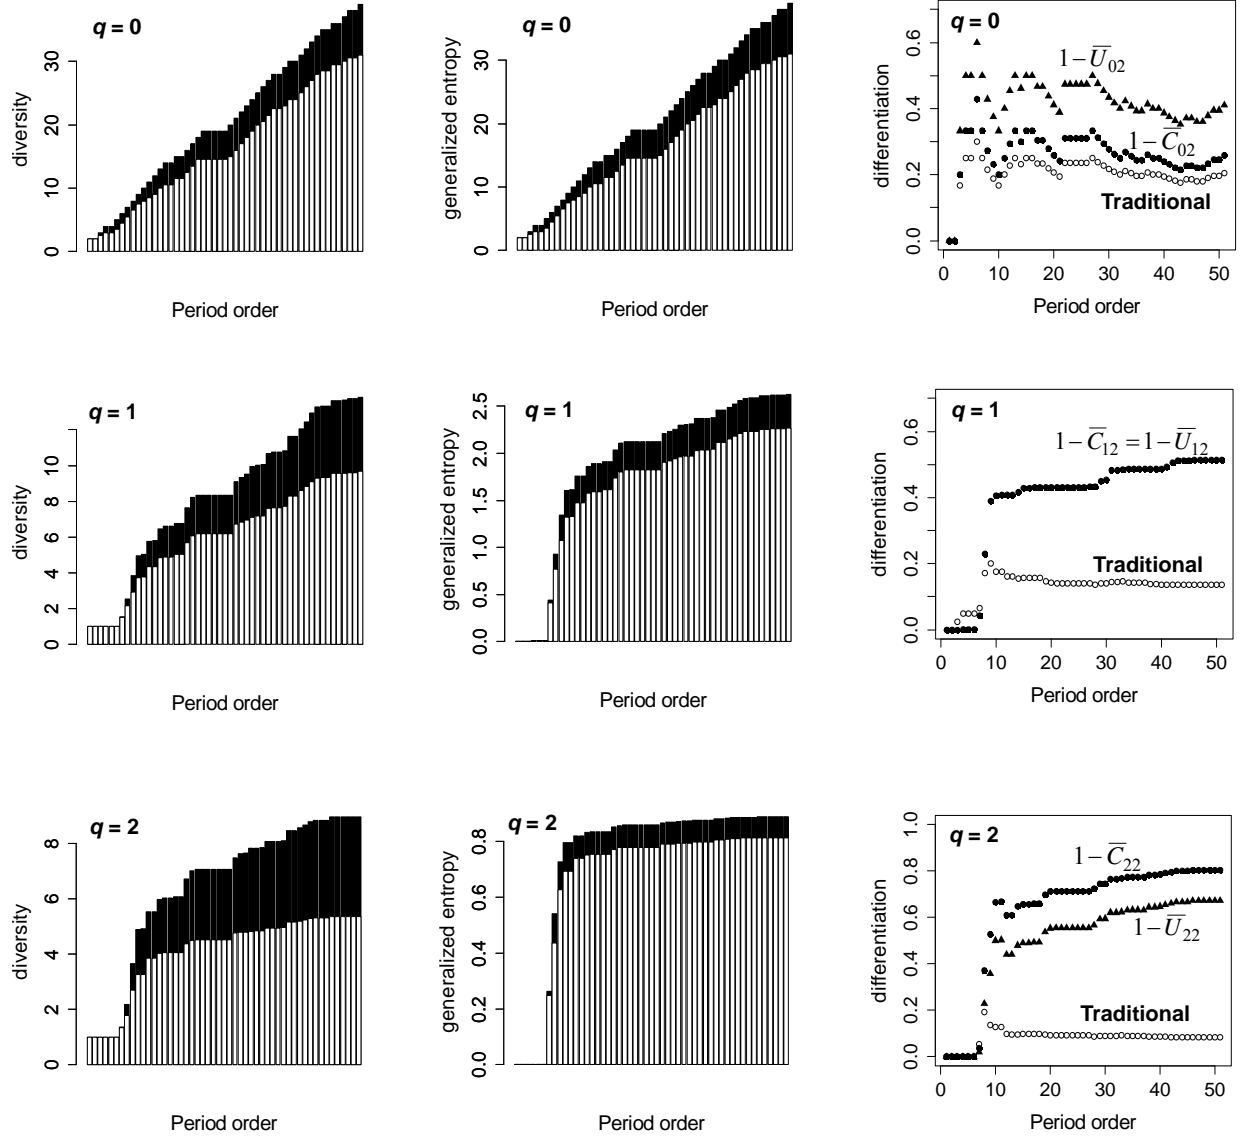 q = 0
diversity
0 10 20 30
Period order
q = 0
generalized entropy
0 10 20 30
Period order
q = 0
1 − U̅₀₂
1 − C̅₀₂
Traditional
differentiation
0.0 0.2 0.4 0.6
0 10 20 30 40 50
Period order
q = 1
diversity
0 2 4 6 8 10
Period order
q = 1
generalized entropy
0.0 0.5 1.0 1.5 2.0 2.5
Period order
q = 1
1 − C̅₁₂ = 1 − U̅₁₂
Traditional
differentiation
0.0 0.2 0.4 0.6
0 10 20 30 40 50
Period order
q = 2
diversity
0 2 4 6 8
Period order
q = 2
generalized entropy
0.0 0.2 0.4 0.6 0.8
Period order
q = 2
1 − C̅₂₂
1 − U̅₂₂
Traditional
differentiation
0.0 0.2 0.4 0.6 0.8 1.0
0 10 20 30 40 50
Period order